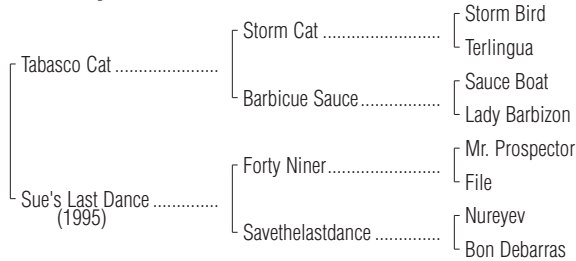 Storm Bird
Storm Cat ......................
Terlingua
Tabasco Cat ....................
Sauce Boat
Barbicue Sauce ...............
Lady Barbizon
Mr. Prospector
Forty Niner.....................
File
Sue's Last Dance .............
(1995)
Nureyev
Savethelastdance ............
Bon Debarras